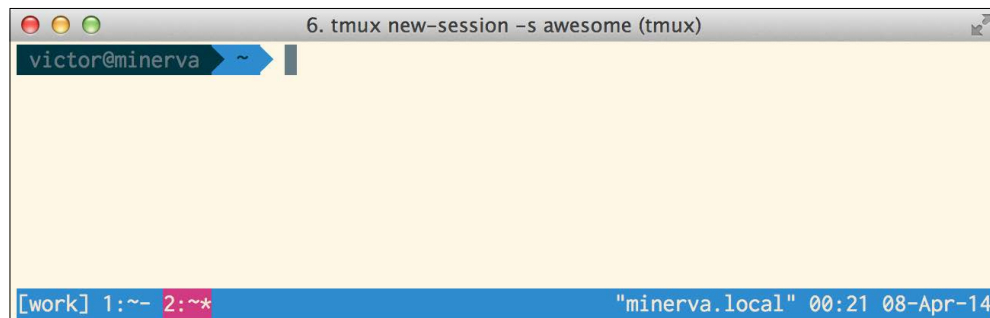 6. tmux new-session -s awesome (tmux)
victor@minerva ~
[work] 1:~- 2:~* "minerva.local" 00:21 08-Apr-14